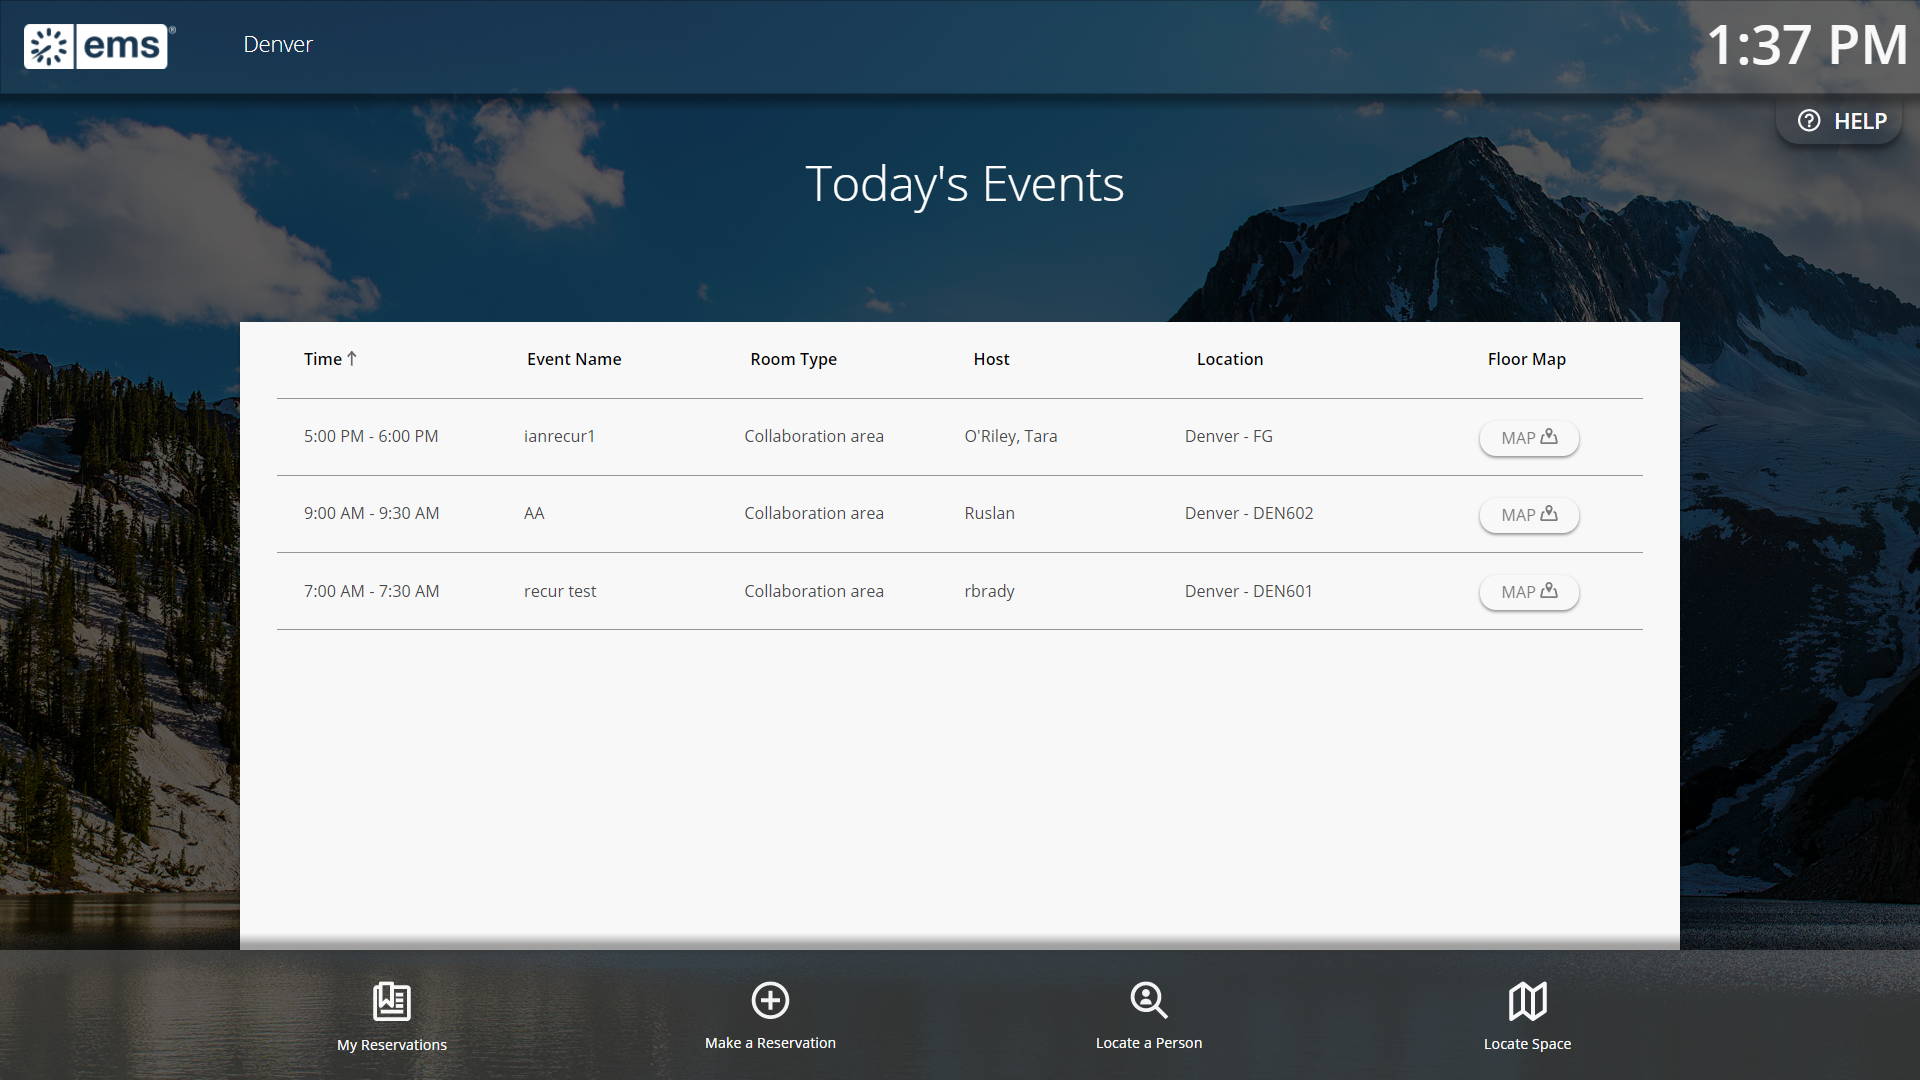 ems®
Denver
1:37 PM
HELP
Today's Events
Time Event Name Room Type Host Location Floor Map
5:00 PM - 6:00 PM ianrecur1 Collaboration area O'Riley, Tara Denver - FG MAP
9:00 AM - 9:30 AM AA Collaboration area Ruslan Denver - DEN602 MAP
7:00 AM - 7:30 AM recur test Collaboration area rbrady Denver - DEN601 MAP
My Reservations Make a Reservation Locate a Person Locate Space